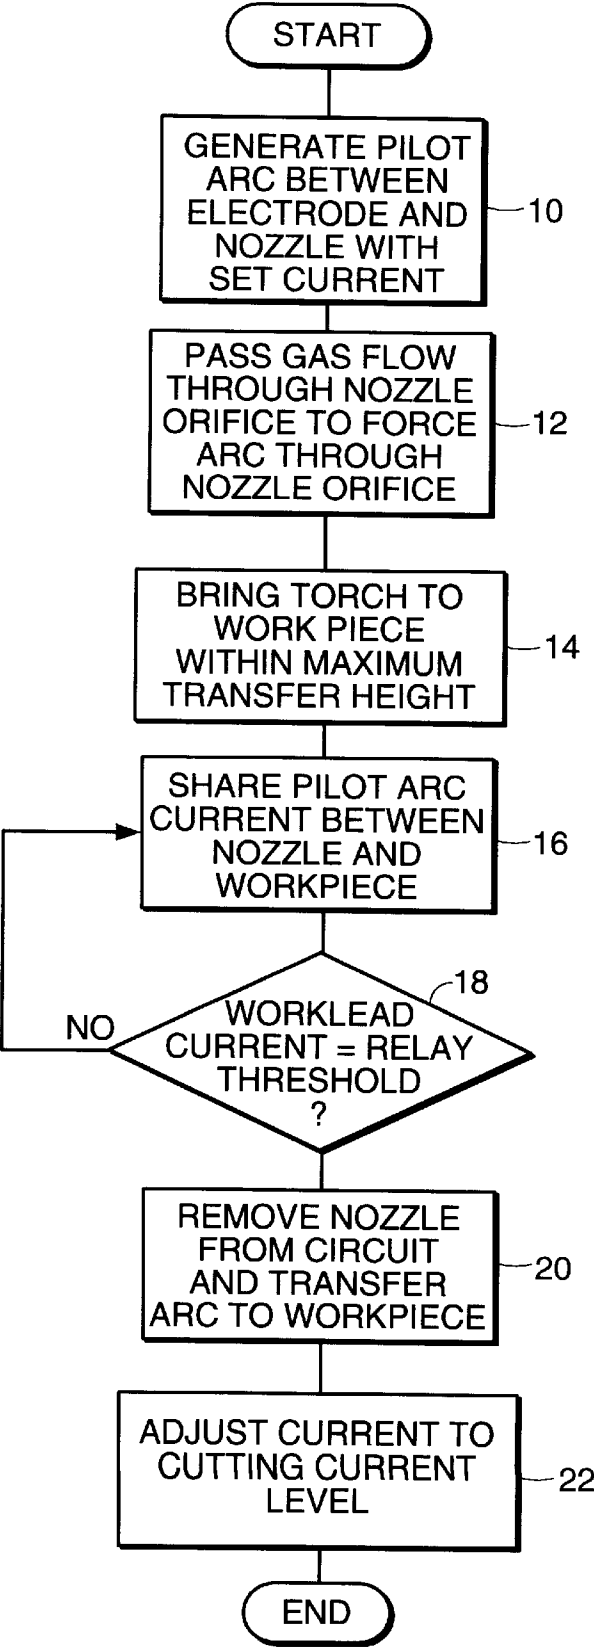 START
GENERATE PILOT
ARC BETWEEN
ELECTRODE AND
NOZZLE WITH
SET CURRENT
10
PASS GAS FLOW
THROUGH NOZZLE
ORIFICE TO FORCE
ARC THROUGH
NOZZLE ORIFICE
12
BRING TORCH TO
WORK PIECE
WITHIN MAXIMUM
TRANSFER HEIGHT
14
SHARE PILOT ARC
CURRENT BETWEEN
NOZZLE AND
WORKPIECE
16
18
NO
WORKLEAD
CURRENT = RELAY
THRESHOLD
?
REMOVE NOZZLE
FROM CIRCUIT
AND TRANSFER
ARC TO WORKPIECE
20
ADJUST CURRENT TO
CUTTING CURRENT
LEVEL
22
END